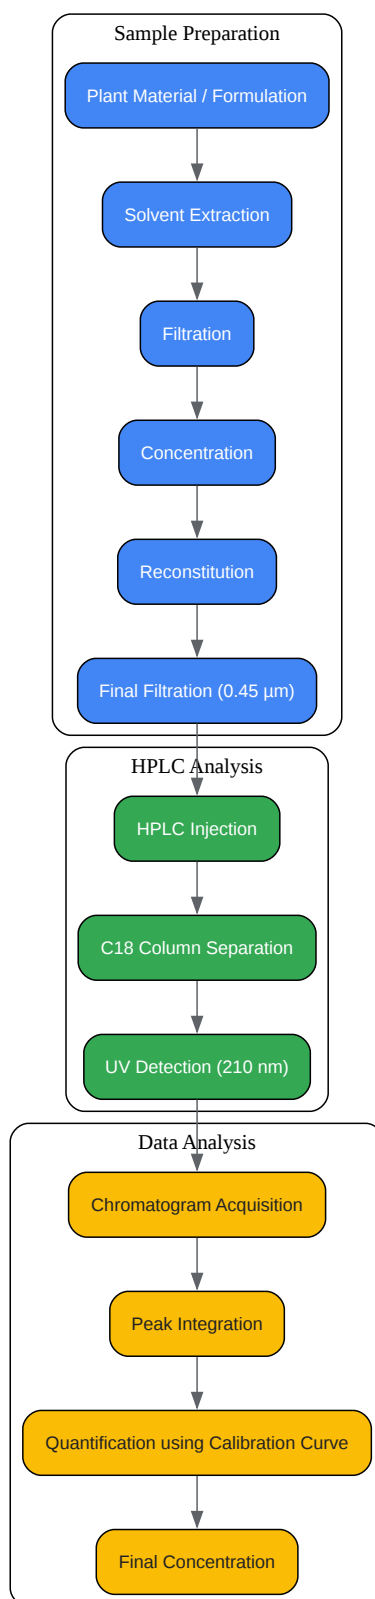 Sample Preparation
Plant Material / Formulation
Solvent Extraction
Filtration
Concentration
Reconstitution
Final Filtration (0.45 µm)
HPLC Analysis
HPLC Injection
C18 Column Separation
UV Detection (210 nm)
Data Analysis
Chromatogram Acquisition
Peak Integration
Quantification using Calibration Curve
Final Concentration